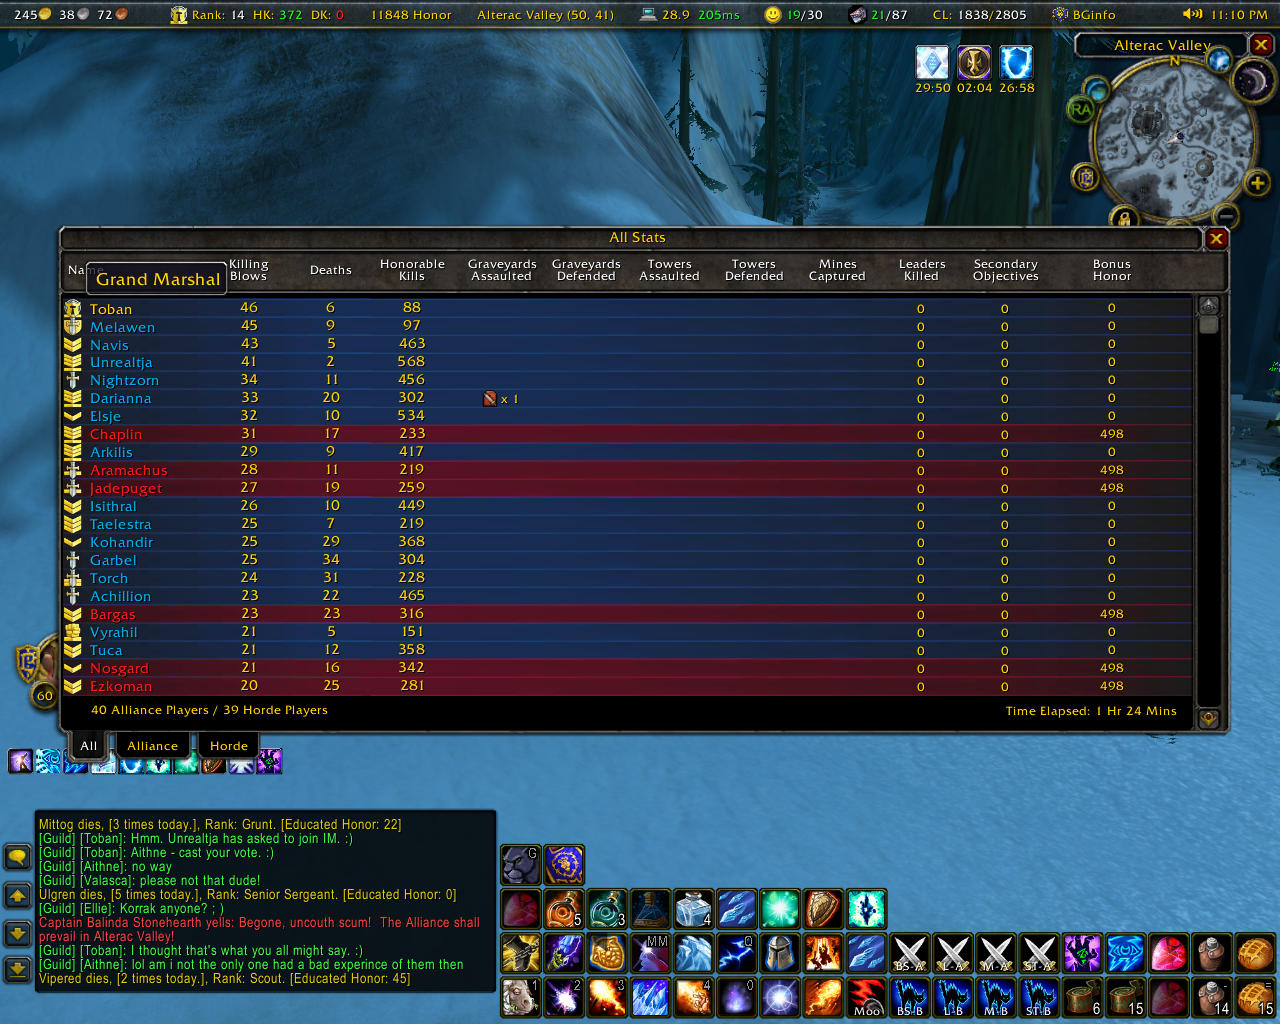 245 38 72 Rank: 14 HK: 372 DK: 0 11848 Honor Alterac Valley (50, 41) 28.9 205ms 19/30 21/87 CL: 1838/2805 BGinfo 11:10 PM
Alterac Valley
N
29:50 02:04 26:58
RA
All Stats
Name Killing Blows Deaths Honorable Kills Graveyards Assaulted Graveyards Defended Towers Assaulted Towers Defended Mines Captured Leaders Killed Secondary Objectives Bonus Honor
Grand Marshal
Toban 46 6 88 0 0 0
Melawen 45 9 97 0 0 0
Navis 43 5 463 0 0 0
Unrealtja 41 2 568 0 0 0
Nightzorn 34 11 456 0 0 0
Darianna 33 20 302 x 1 0 0 0
Elsje 32 10 534 0 0 0
Chaplin 31 17 233 0 0 498
Arkilis 29 9 417 0 0 0
Aramachus 28 11 219 0 0 498
Jadepuget 27 19 259 0 0 498
Isithral 26 10 449 0 0 0
Taelestra 25 7 219 0 0 0
Kohandir 25 29 368 0 0 0
Garbel 25 34 304 0 0 0
Torch 24 31 228 0 0 0
Achillion 23 22 465 0 0 0
Bargas 23 23 316 0 0 498
Vyrahil 21 5 151 0 0 0
Tuca 21 12 358 0 0 0
Nosgard 21 16 342 0 0 498
Ezkoman 20 25 281 0 0 498
60
40 Alliance Players / 39 Horde Players Time Elapsed: 1 Hr 24 Mins
All Alliance Horde
Mittog dies, [3 times today.], Rank: Grunt. [Educated Honor: 22]
[Guild] [Toban]: Hmm. Unrealtja has asked to join IM. :)
[Guild] [Toban]: Aithne - cast your vote. :)
[Guild] [Aithne]: no way
[Guild] [Valasca]: please not that dude!
Ulgren dies, [5 times today.], Rank: Senior Sergeant. [Educated Honor: 0]
[Guild] [Ellie]: Korrak anyone? ; )
Captain Balinda Stonehearth yells: Begone, uncouth scum! The Alliance shall
prevail in Alterac Valley!
[Guild] [Toban]: I thought that's what you all might say. :)
[Guild] [Aithne]: lol am i not the only one had a bad experince of them then
Vipered dies, [2 times today.], Rank: Scout. [Educated Honor: 45]
G
5 3 4
MM Q BS-A L-A M-A ST-A
1 2 3 4 0 Moo BS-B L-B M-B ST-B 6 15 - 14 = 15